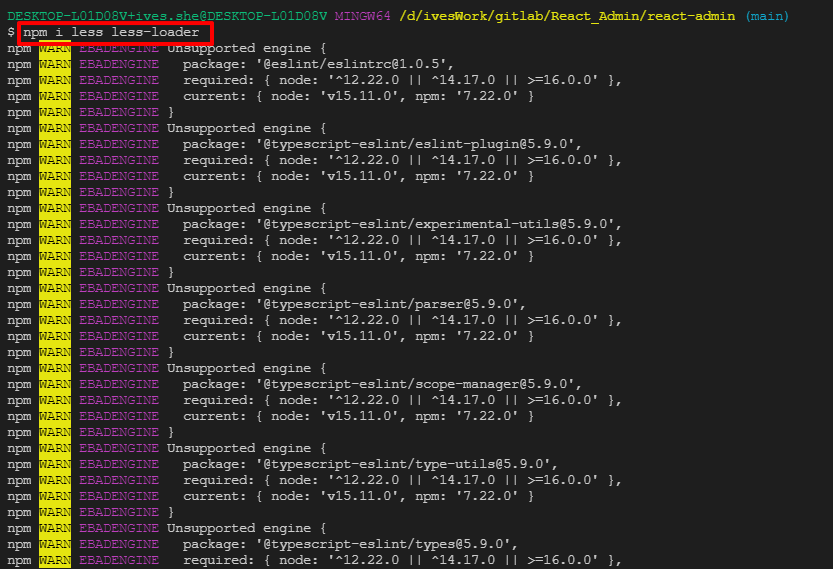 DESKTOP-L01D08V+ives.she@DESKTOP-L01D08V MINGW64 /d/ivesWork/gitlab/React_Admin/react-admin (main)
$ npm i less less-loader
npm WARN EBADENGINE Unsupported engine {
npm WARN EBADENGINE   package: '@eslint/eslintrc@1.0.5',
npm WARN EBADENGINE   required: { node: '^12.22.0 || ^14.17.0 || >=16.0.0' },
npm WARN EBADENGINE   current: { node: 'v15.11.0', npm: '7.22.0' }
npm WARN EBADENGINE }
npm WARN EBADENGINE Unsupported engine {
npm WARN EBADENGINE   package: '@typescript-eslint/eslint-plugin@5.9.0',
npm WARN EBADENGINE   required: { node: '^12.22.0 || ^14.17.0 || >=16.0.0' },
npm WARN EBADENGINE   current: { node: 'v15.11.0', npm: '7.22.0' }
npm WARN EBADENGINE }
npm WARN EBADENGINE Unsupported engine {
npm WARN EBADENGINE   package: '@typescript-eslint/experimental-utils@5.9.0',
npm WARN EBADENGINE   required: { node: '^12.22.0 || ^14.17.0 || >=16.0.0' },
npm WARN EBADENGINE   current: { node: 'v15.11.0', npm: '7.22.0' }
npm WARN EBADENGINE }
npm WARN EBADENGINE Unsupported engine {
npm WARN EBADENGINE   package: '@typescript-eslint/parser@5.9.0',
npm WARN EBADENGINE   required: { node: '^12.22.0 || ^14.17.0 || >=16.0.0' },
npm WARN EBADENGINE   current: { node: 'v15.11.0', npm: '7.22.0' }
npm WARN EBADENGINE }
npm WARN EBADENGINE Unsupported engine {
npm WARN EBADENGINE   package: '@typescript-eslint/scope-manager@5.9.0',
npm WARN EBADENGINE   required: { node: '^12.22.0 || ^14.17.0 || >=16.0.0' },
npm WARN EBADENGINE   current: { node: 'v15.11.0', npm: '7.22.0' }
npm WARN EBADENGINE }
npm WARN EBADENGINE Unsupported engine {
npm WARN EBADENGINE   package: '@typescript-eslint/type-utils@5.9.0',
npm WARN EBADENGINE   required: { node: '^12.22.0 || ^14.17.0 || >=16.0.0' },
npm WARN EBADENGINE   current: { node: 'v15.11.0', npm: '7.22.0' }
npm WARN EBADENGINE }
npm WARN EBADENGINE Unsupported engine {
npm WARN EBADENGINE   package: '@typescript-eslint/types@5.9.0',
npm WARN EBADENGINE   required: { node: '^12.22.0 || ^14.17.0 || >=16.0.0' },